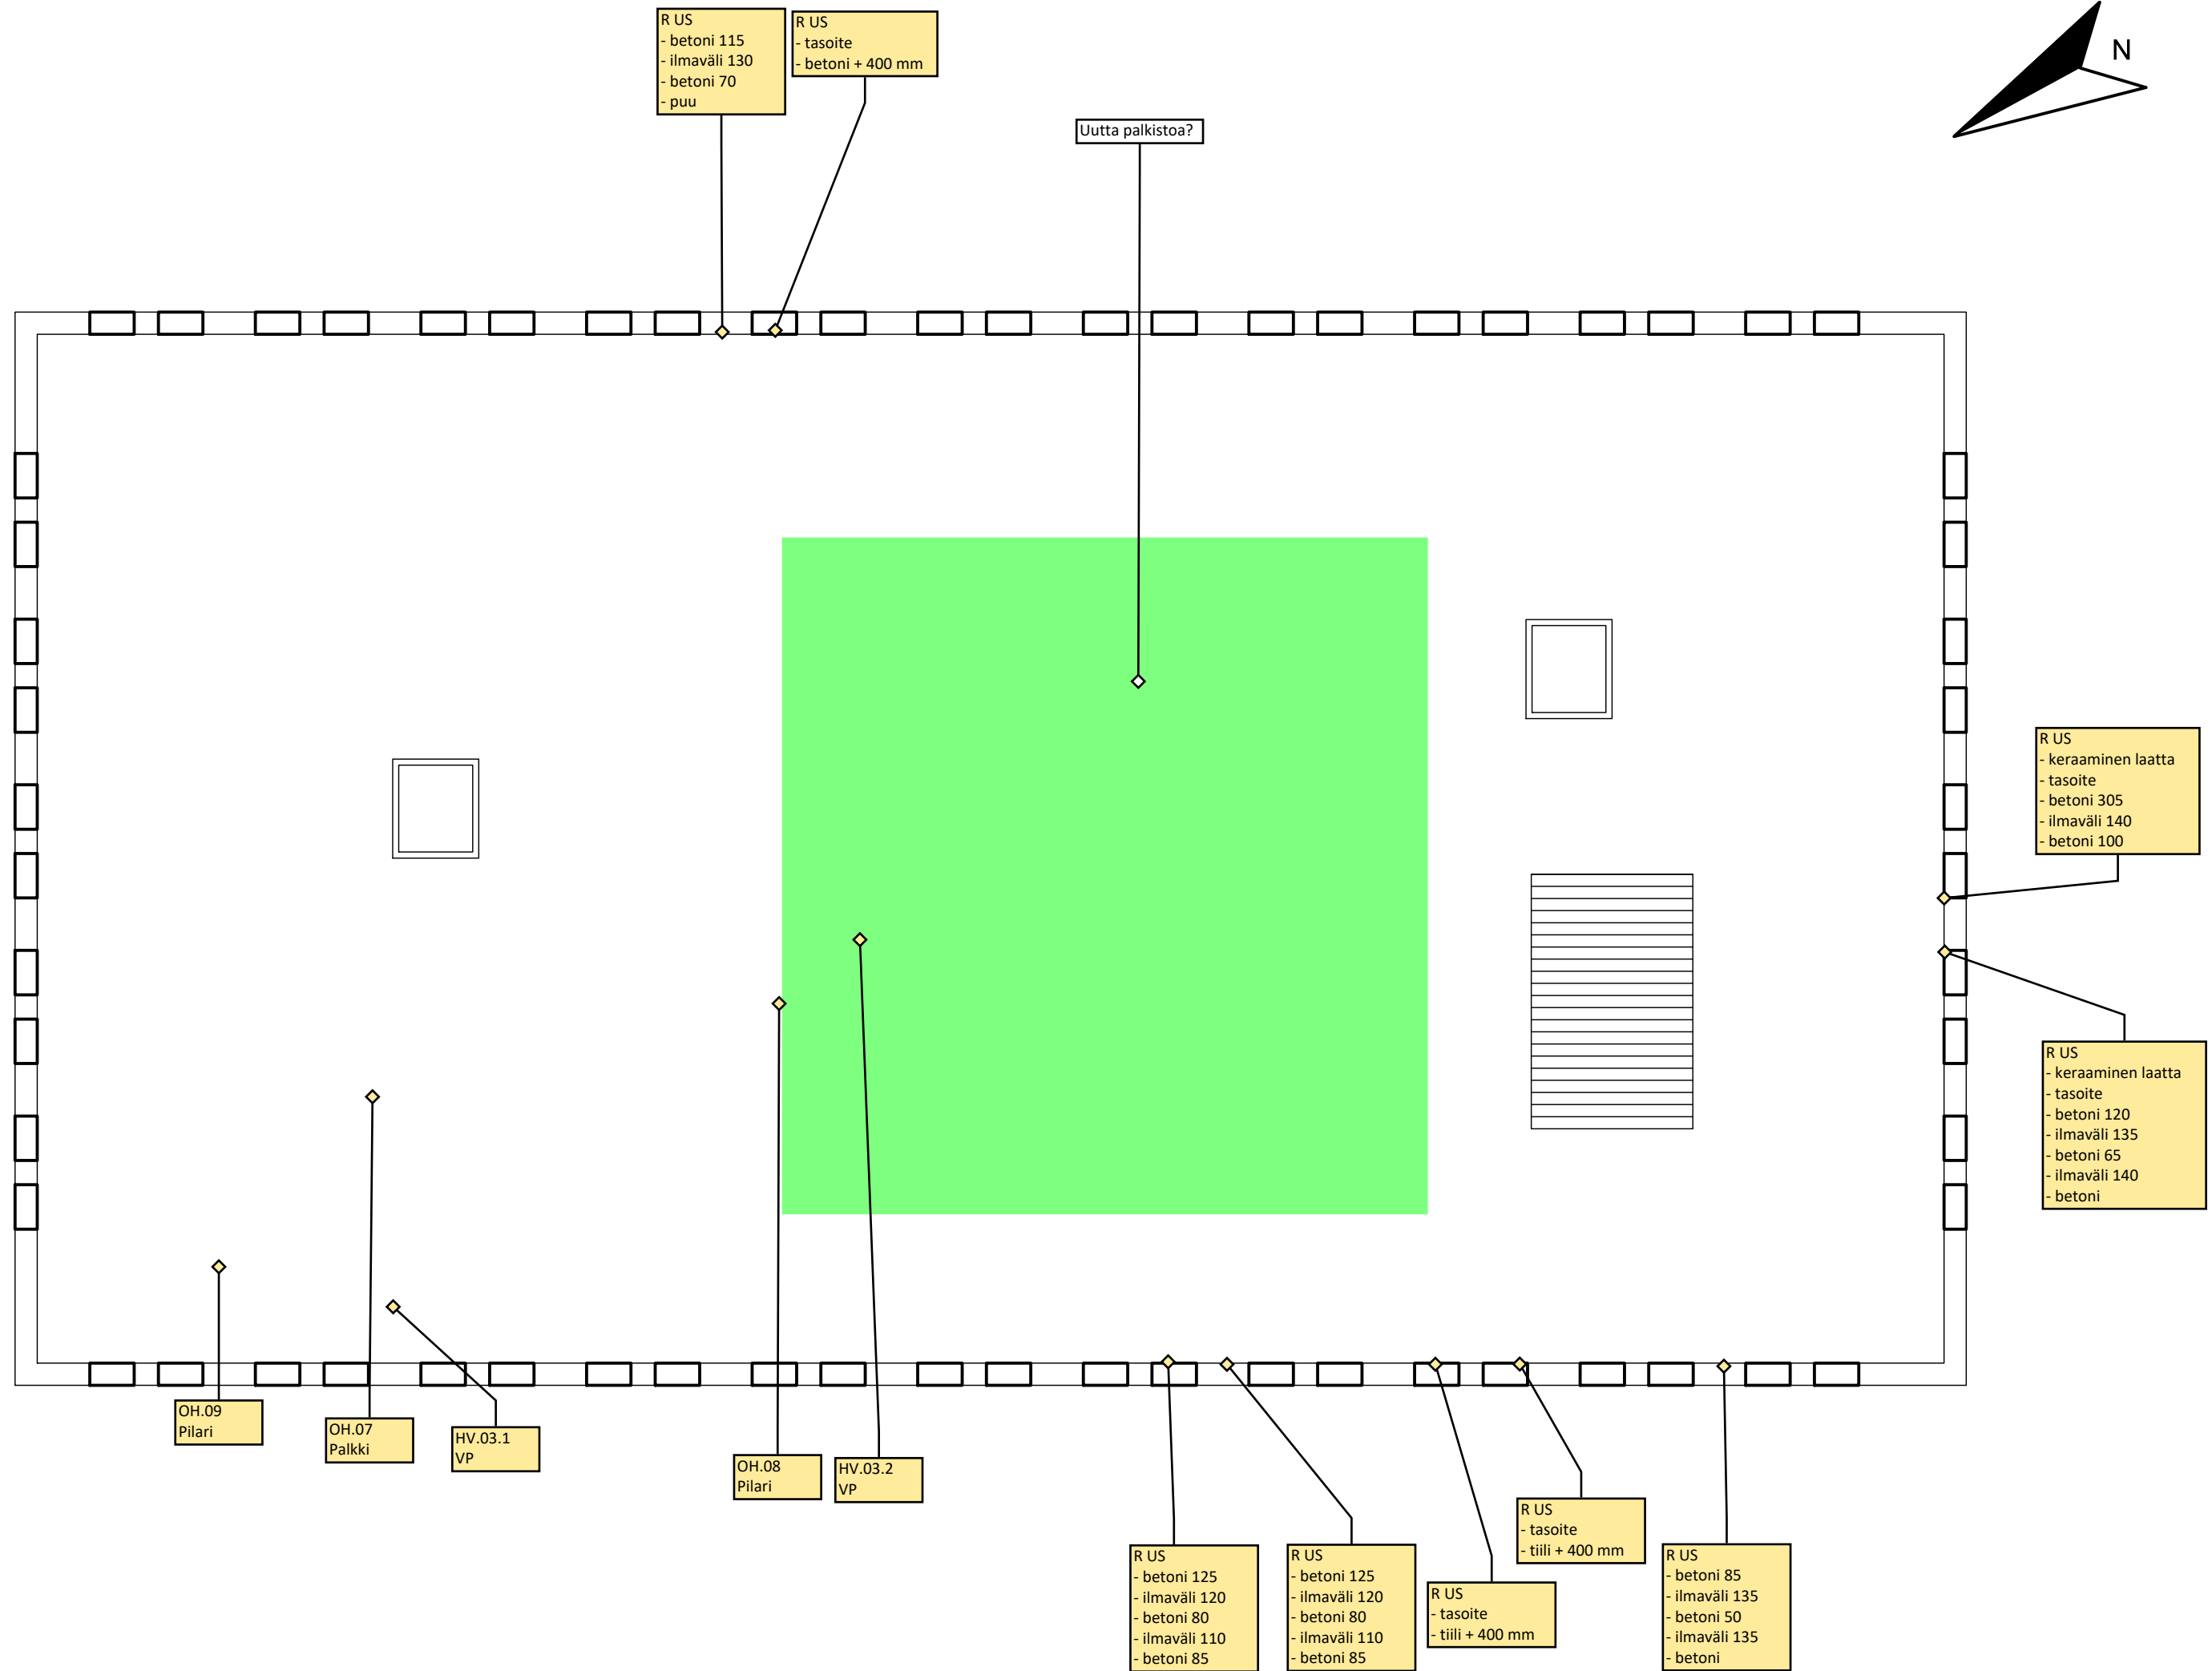 R US
- betoni 115
- ilmaväli 130
- betoni 70
- puu
R US
- tasoite
- betoni + 400 mm
N
Uutta palkistoa?
R US
- keraaminen laatta
- tasoite
- betoni 305
- ilmaväli 140
- betoni 100
R US
- keraaminen laatta
- tasoite
- betoni 120
- ilmaväli 135
- betoni 65
- ilmaväli 140
- betoni
OH.09
Pilari
OH.07
Palkki
HV.03.1
VP
OH.08
Pilari
HV.03.2
VP
R US
- betoni 125
- ilmaväli 120
- betoni 80
- ilmaväli 110
- betoni 85
R US
- betoni 125
- ilmaväli 120
- betoni 80
- ilmaväli 110
- betoni 85
R US
- tasoite
- tiili + 400 mm
R US
- tasoite
- tiili + 400 mm
R US
- betoni 85
- ilmaväli 135
- betoni 50
- ilmaväli 135
- betoni